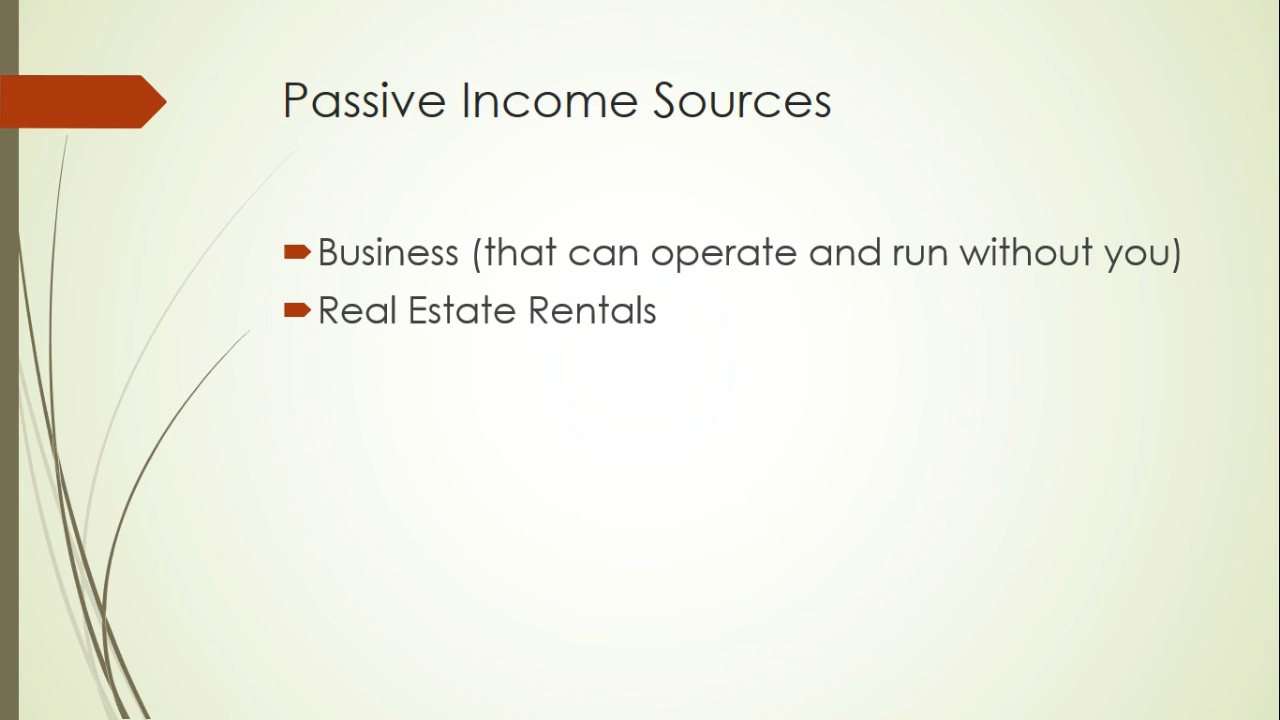 Passive Income Sources
Business (that can operate and run without you)
Real Estate Rentals